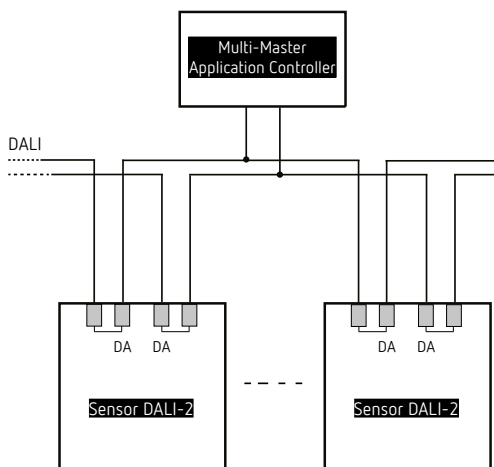 Multi-Master
Application Controller
DALI
DA DA
DA DA
Sensor DALI-2
Sensor DALI-2